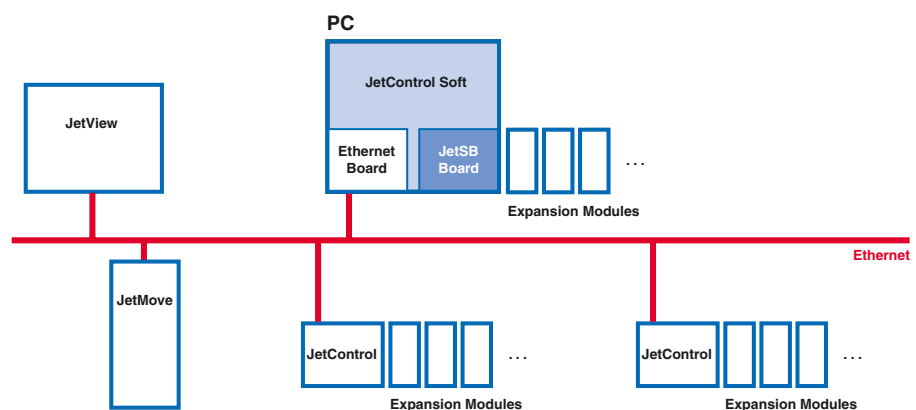 PC
JetControl Soft
JetView
Ethernet
Board
JetSB
Board
...
Expansion Modules
Ethernet
JetMove
JetControl
...
JetControl
...
Expansion Modules
Expansion Modules